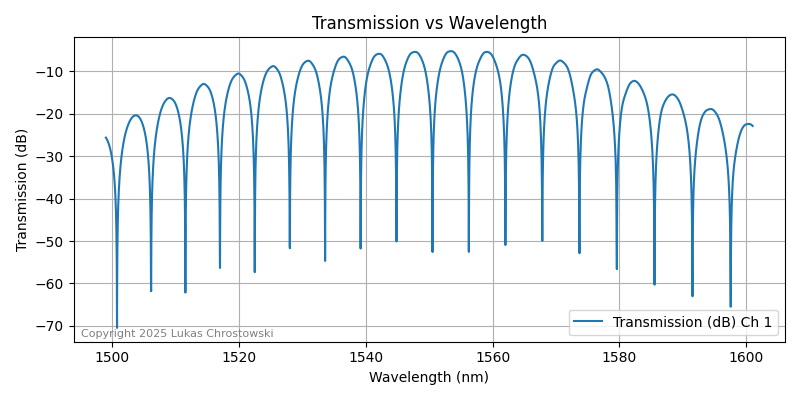 Transmission vs Wavelength
Transmission (dB)
−10
−20
−30
−40
−50
−60
−70
Copyright 2025 Lukas Chrostowski
Transmission (dB) Ch 1
1500
1520
1540
1560
1580
1600
Wavelength (nm)